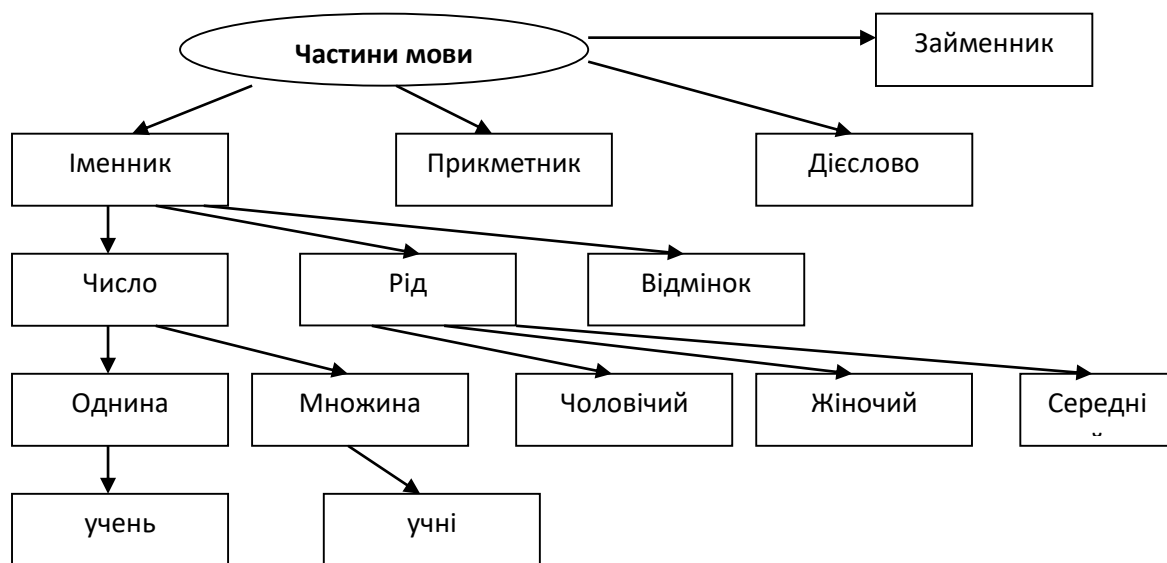 Частини мови
Займенник
Іменник
Прикметник
Дієслово
Число
Рід
Відмінок
Однина
Множина
Чоловічий
Жіночий
Середні
й
учень
учні